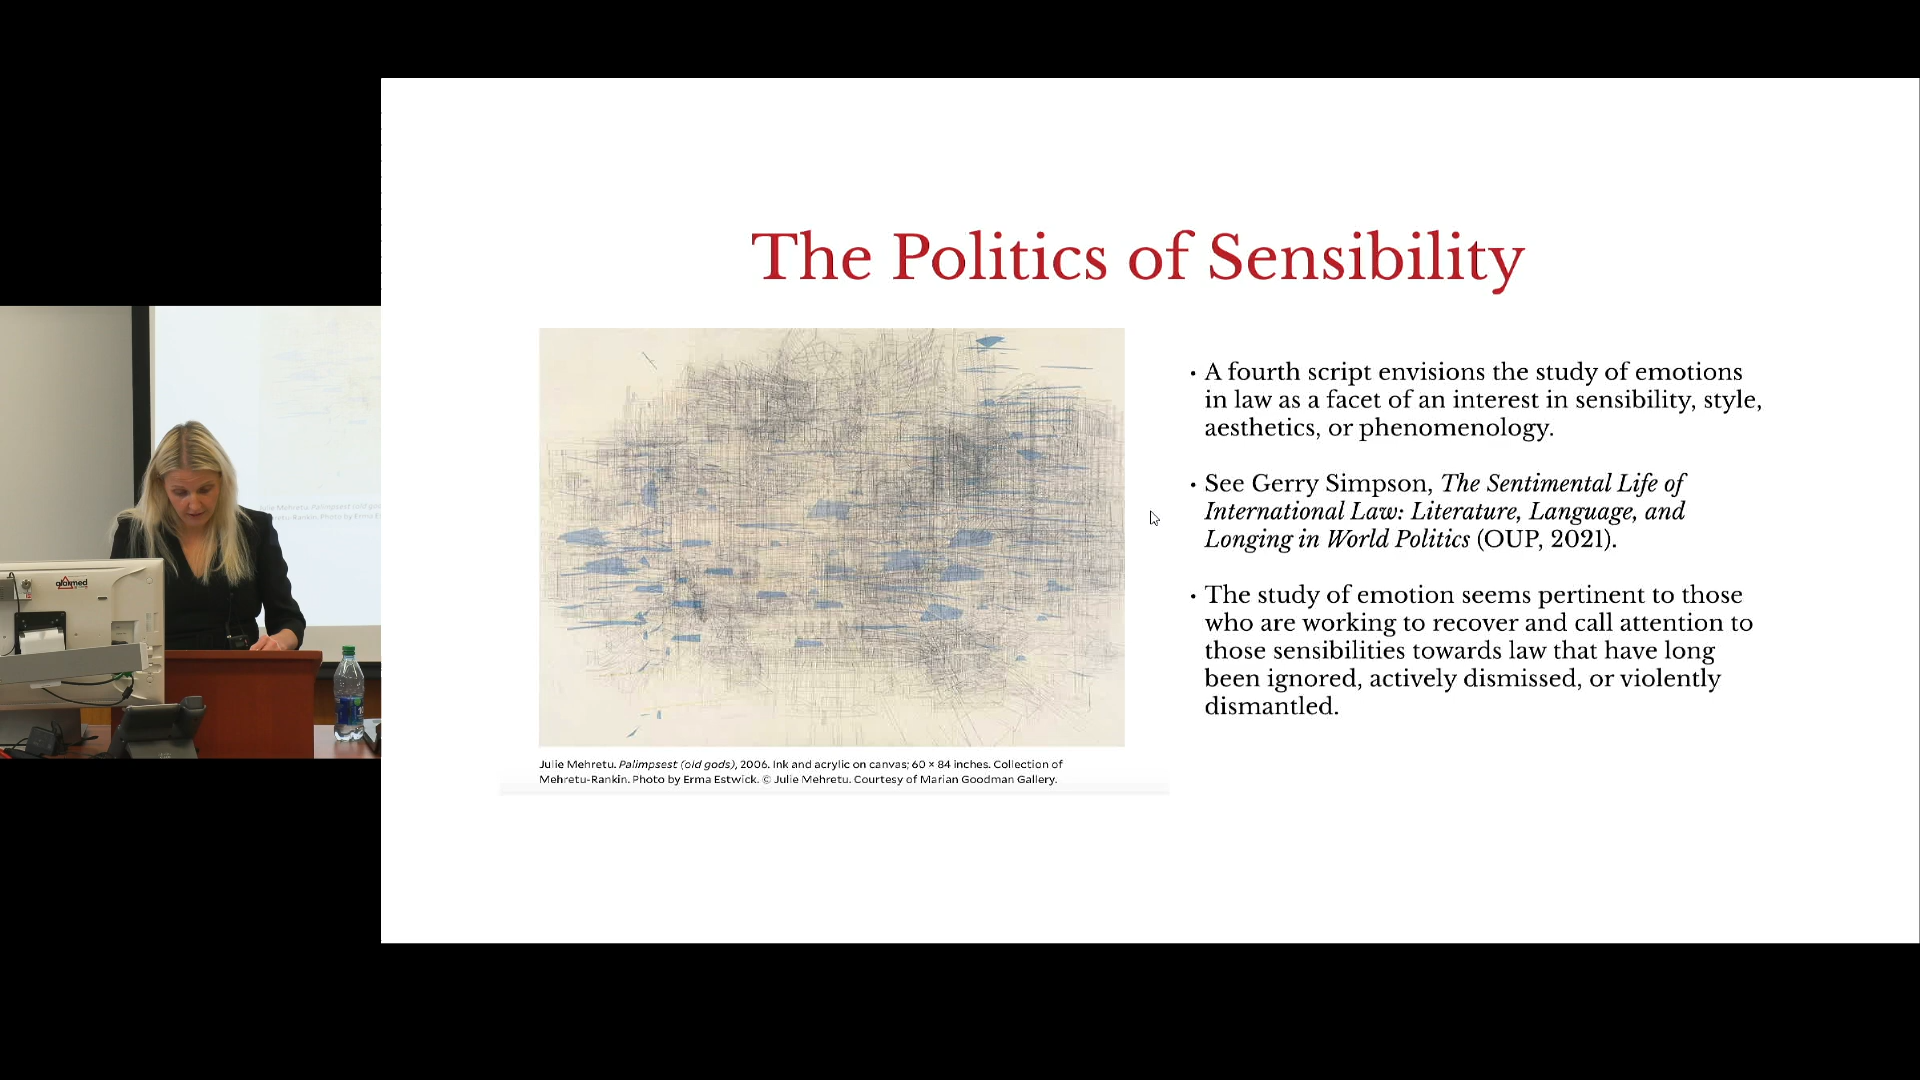 The Politics of Sensibility
• A fourth script envisions the study of emotions
in law as a facet of an interest in sensibility, style,
aesthetics, or phenomenology.
• See Gerry Simpson, The Sentimental Life of
International Law: Literature, Language, and
Longing in World Politics (OUP, 2021).
• The study of emotion seems pertinent to those
who are working to recover and call attention to
those sensibilities towards law that have long
been ignored, actively dismissed, or violently
dismantled.
Julie Mehretu. Palimpsest (old gods), 2006. Ink and acrylic on canvas; 60 × 84 inches. Collection of
Mehretu-Rankin. Photo by Erma Estwick. © Julie Mehretu. Courtesy of Marian Goodman Gallery.